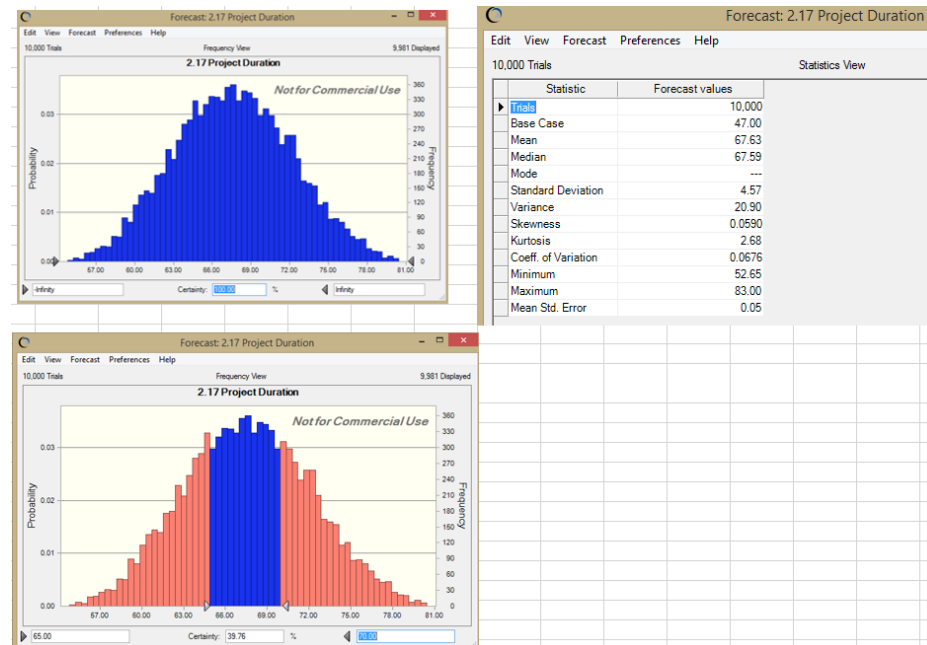 Forecast: 2.17 Project Duration
Edit View Forecast Preferences Help
10,000 Trials Frequency View 9,981 Displayed
2.17 Project Duration
Not for Commercial Use
Probability
0.03
0.02
0.01
0.00
Frequency
360
330
300
270
240
210
180
150
120
90
60
30
0
57.00 60.00 63.00 66.00 69.00 72.00 75.00 78.00 81.00
-Infinity Certainty: 100.00 % Infinity
Forecast: 2.17 Project Duration
Edit View Forecast Preferences Help
10,000 Trials Statistics View
Statistic Forecast values
Trials 10,000
Base Case 47.00
Mean 67.63
Median 67.59
Mode ---
Standard Deviation 4.57
Variance 20.90
Skewness 0.0590
Kurtosis 2.68
Coeff. of Variation 0.0676
Minimum 52.65
Maximum 83.00
Mean Std. Error 0.05
Forecast: 2.17 Project Duration
Edit View Forecast Preferences Help
10,000 Trials Frequency View 9,981 Displayed
2.17 Project Duration
Not for Commercial Use
Probability
0.03
0.02
0.01
0.00
Frequency
360
330
300
270
240
210
180
150
120
90
60
30
0
57.00 60.00 63.00 66.00 69.00 72.00 75.00 78.00 81.00
65.00 Certainty: 39.76 % 70.00